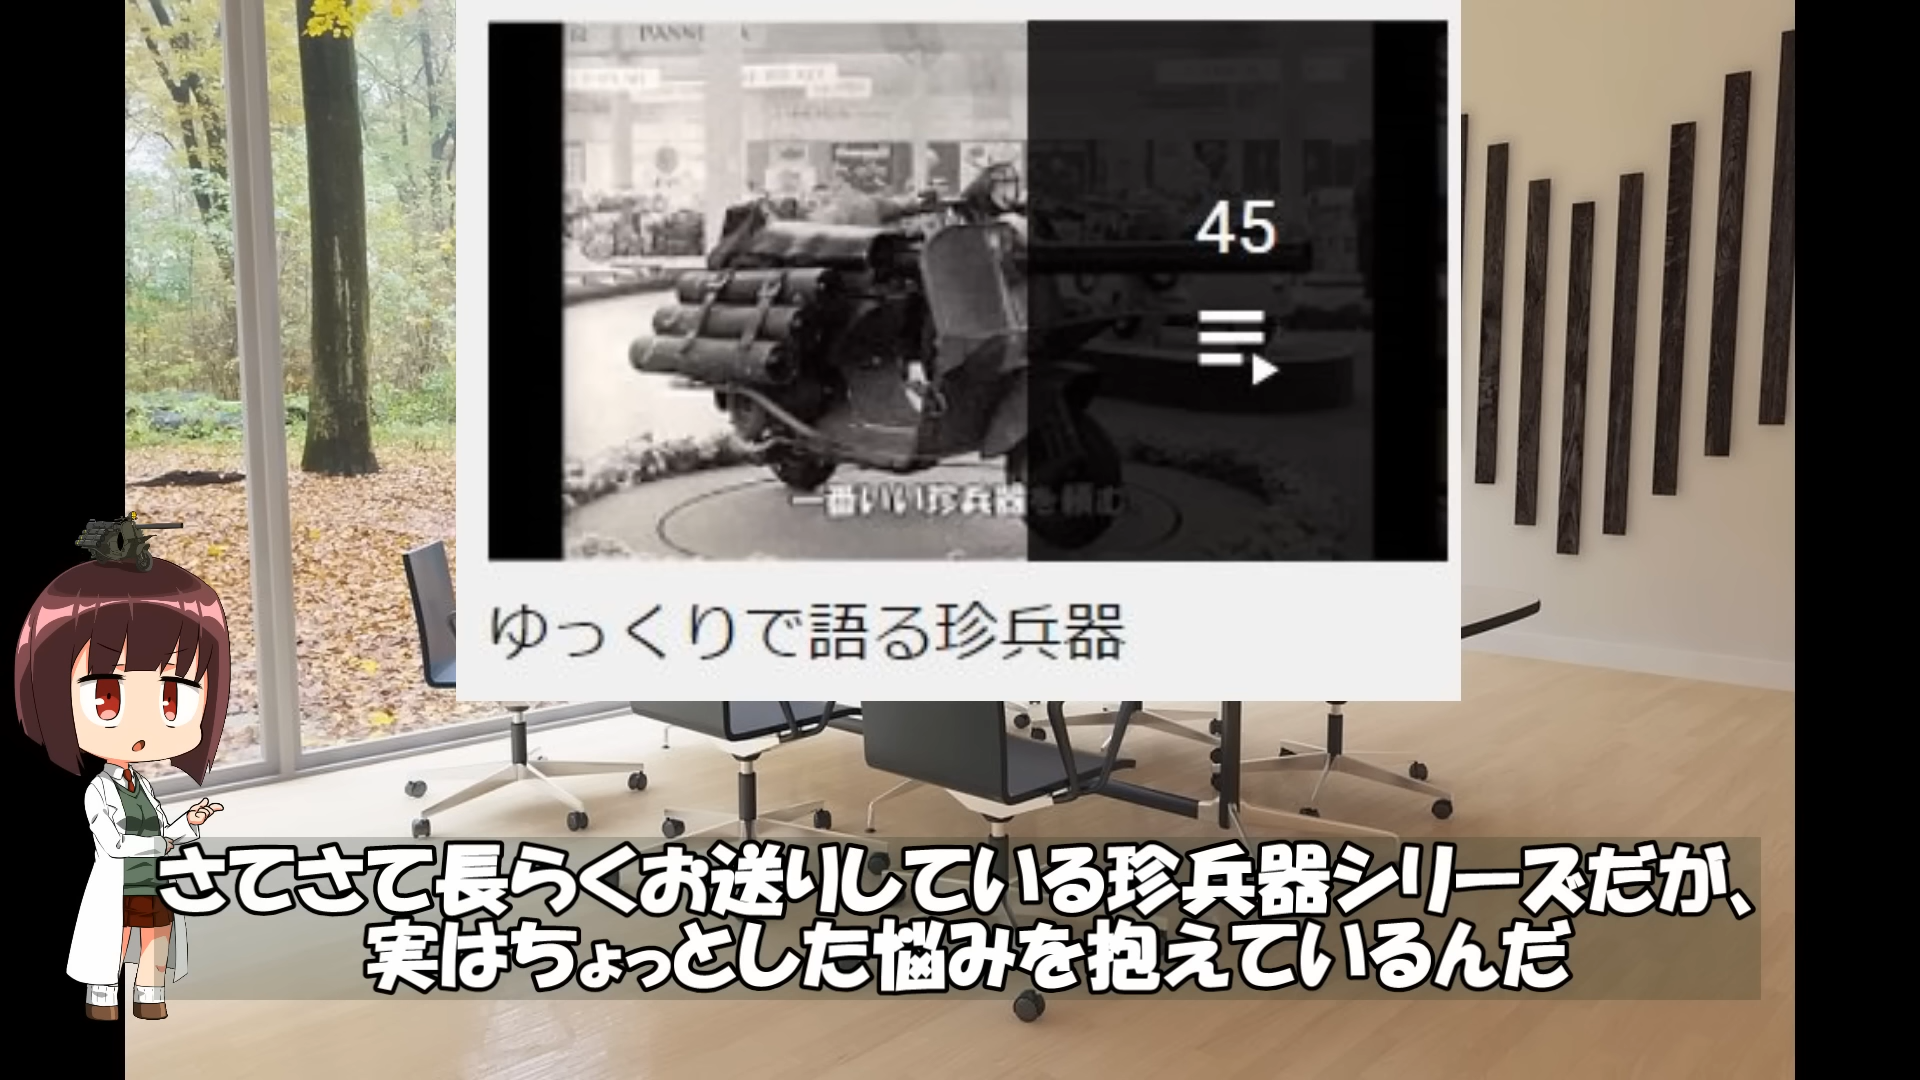 45
一番いい珍兵器を頼む
ゆっくりで語る珍兵器
さてさて長らくお送りしている珍兵器シリーズだが、
実はちょっとした悩みを抱えているんだ